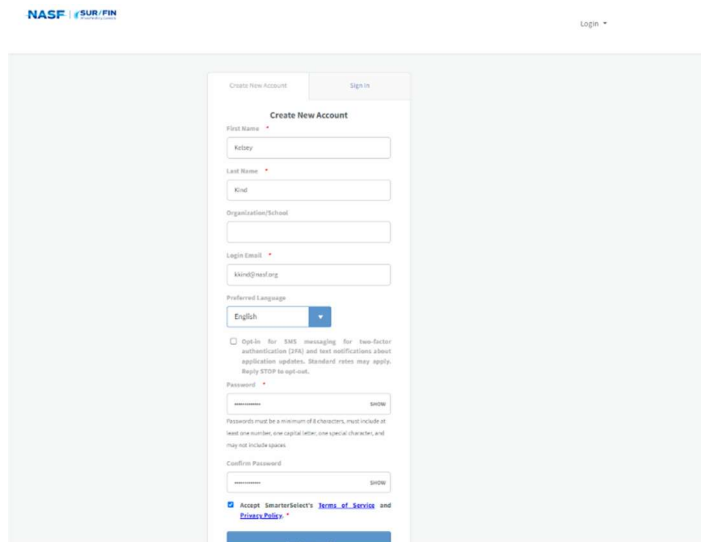 NASF SUR/FIN
Login
Create New Account Sign In
Create New Account
First Name *
Kelsey
Last Name *
Kind
Organization/School
Login Email *
kkind@nasf.org
Preferred Language
English
Opt-in for SMS messaging for two-factor
authentication (2FA) and text notifications about
application updates. Standard rates may apply.
Reply STOP to opt-out.
Password *
SHOW
Passwords must be a minimum of 8 characters, must include at
least one number, one capital letter, one special character, and
may not include spaces
Confirm Password
SHOW
Accept SmarterSelect's Terms of Service and
Privacy Policy. *